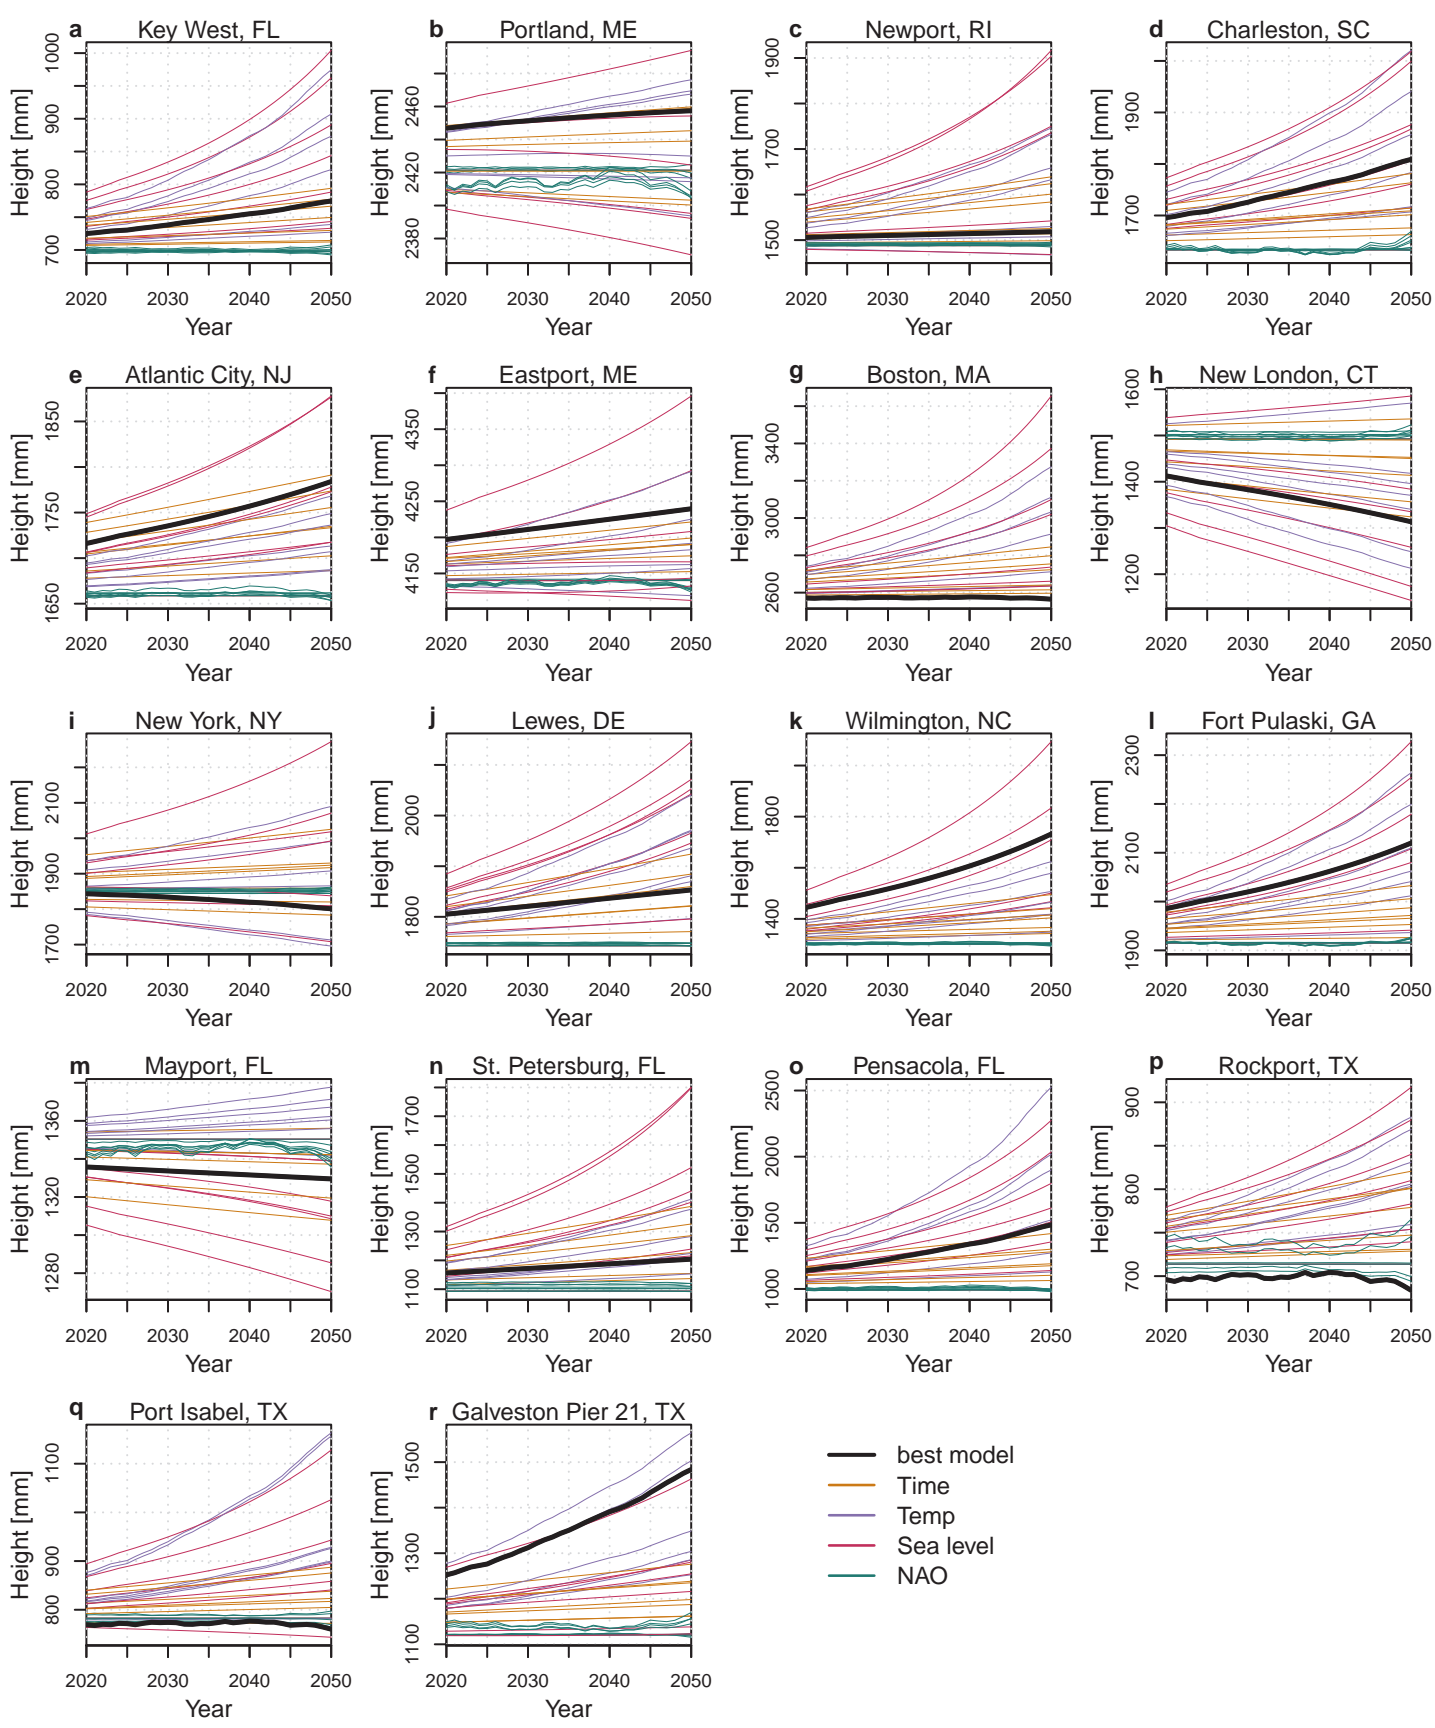 a Key West, FL
Height [mm]
1000
900
800
700
2020 2030 2040 2050
Year
b Portland, ME
Height [mm]
2460
2420
2380
2020 2030 2040 2050
Year
c Newport, RI
Height [mm]
1900
1700
1500
2020 2030 2040 2050
Year
d Charleston, SC
Height [mm]
1900
1700
2020 2030 2040 2050
Year
e Atlantic City, NJ
Height [mm]
1850
1750
1650
2020 2030 2040 2050
Year
f Eastport, ME
Height [mm]
4350
4250
4150
2020 2030 2040 2050
Year
g Boston, MA
Height [mm]
3400
3000
2600
2020 2030 2040 2050
Year
h New London, CT
Height [mm]
1600
1400
1200
2020 2030 2040 2050
Year
i New York, NY
Height [mm]
2100
1900
1700
2020 2030 2040 2050
Year
j Lewes, DE
Height [mm]
2000
1800
2020 2030 2040 2050
Year
k Wilmington, NC
Height [mm]
1800
1400
2020 2030 2040 2050
Year
l Fort Pulaski, GA
Height [mm]
2300
2100
1900
2020 2030 2040 2050
Year
m Mayport, FL
Height [mm]
1360
1320
1280
2020 2030 2040 2050
Year
n St. Petersburg, FL
Height [mm]
1700
1500
1300
1100
2020 2030 2040 2050
Year
o Pensacola, FL
Height [mm]
2500
2000
1500
1000
2020 2030 2040 2050
Year
p Rockport, TX
Height [mm]
900
800
700
2020 2030 2040 2050
Year
q Port Isabel, TX
Height [mm]
1100
900
800
2020 2030 2040 2050
Year
r Galveston Pier 21, TX
Height [mm]
1500
1300
1100
2020 2030 2040 2050
Year
best model
Time
Temp
Sea level
NAO